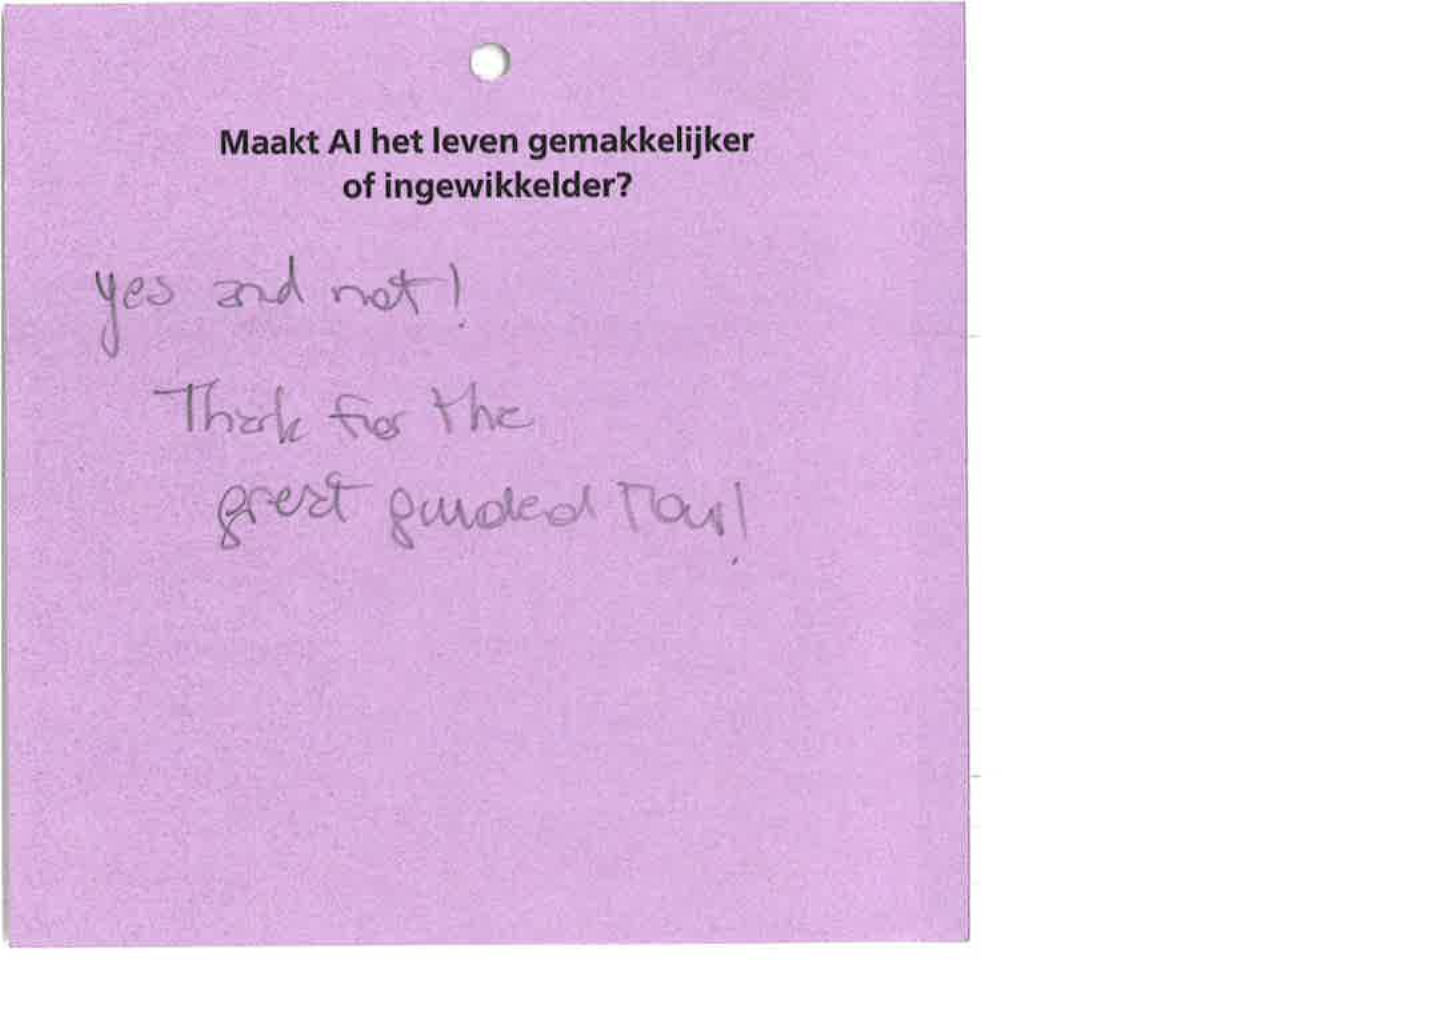 Maakt AI het leven gemakkelijker
of ingewikkelder?
yes and not!
Thank for the
great guided Tour!